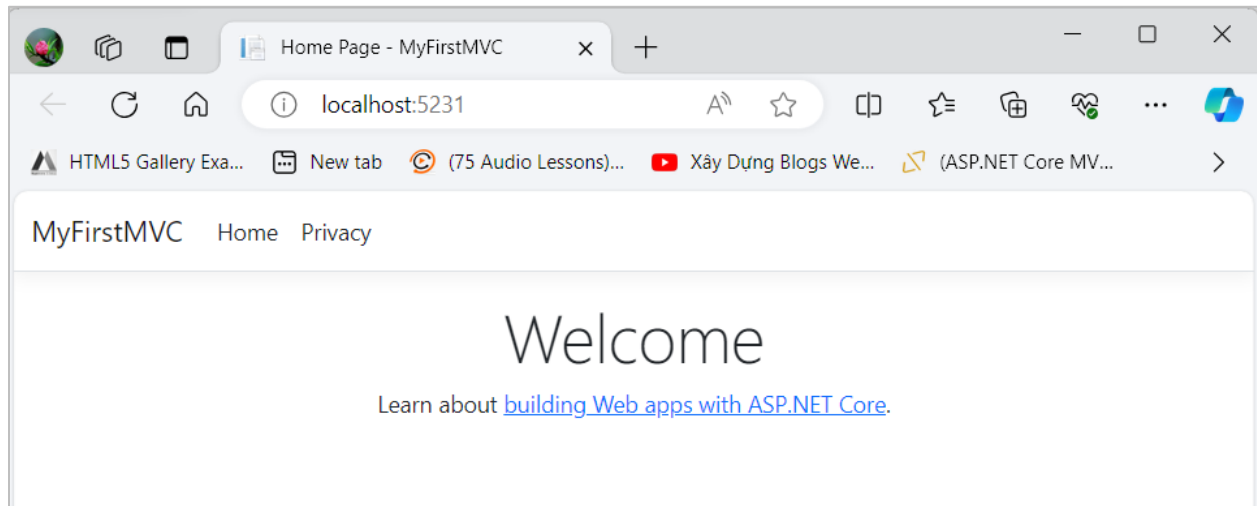 Home Page - MyFirstMVC
localhost:5231
HTML5 Gallery Exa... New tab (75 Audio Lessons)... Xây Dựng Blogs We... (ASP.NET Core MV...
MyFirstMVC Home Privacy
Welcome
Learn about building Web apps with ASP.NET Core.